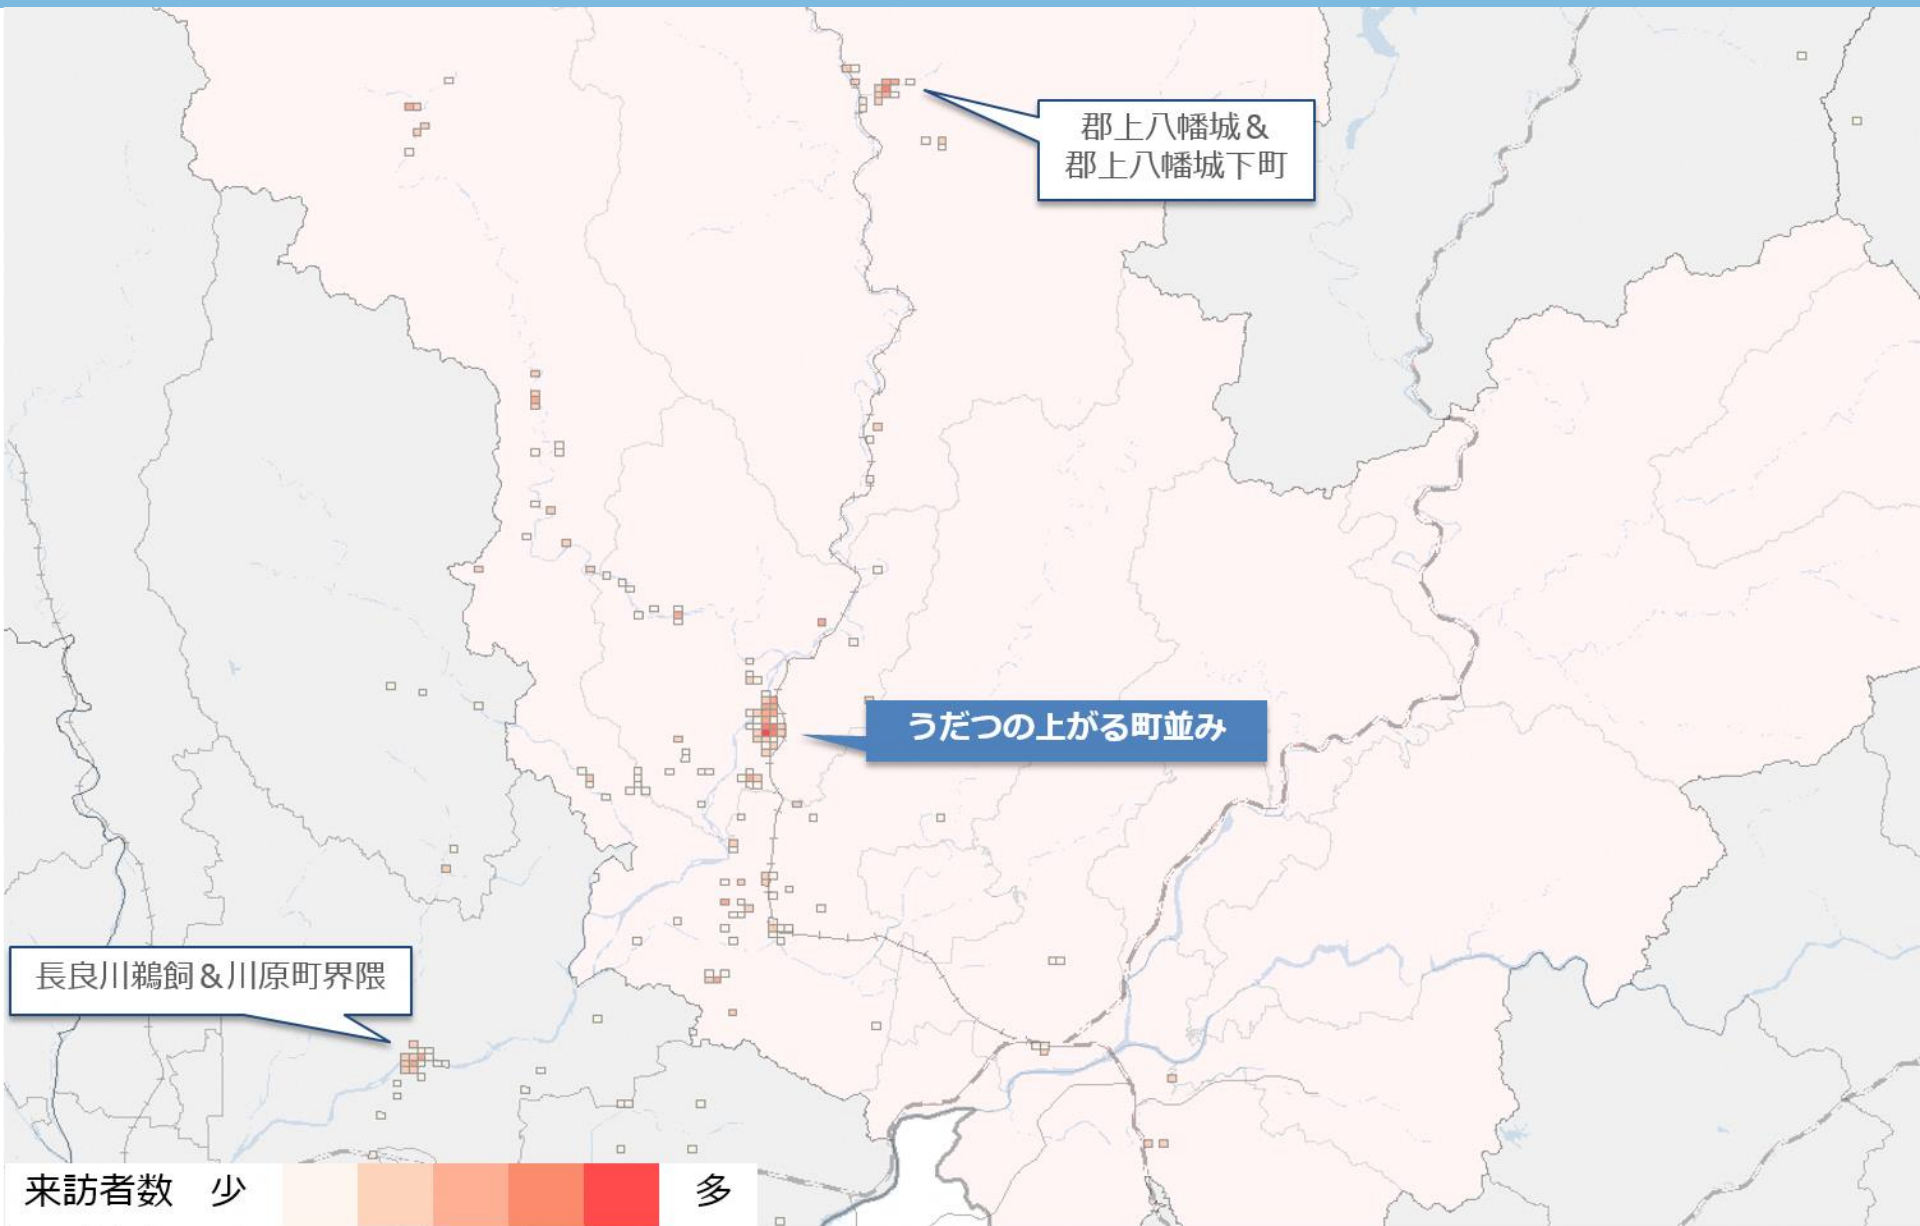 郡上八幡城＆
郡上八幡城下町
うだつの上がる町並み
長良川鵜飼＆川原町界隈
来訪者数 少 多